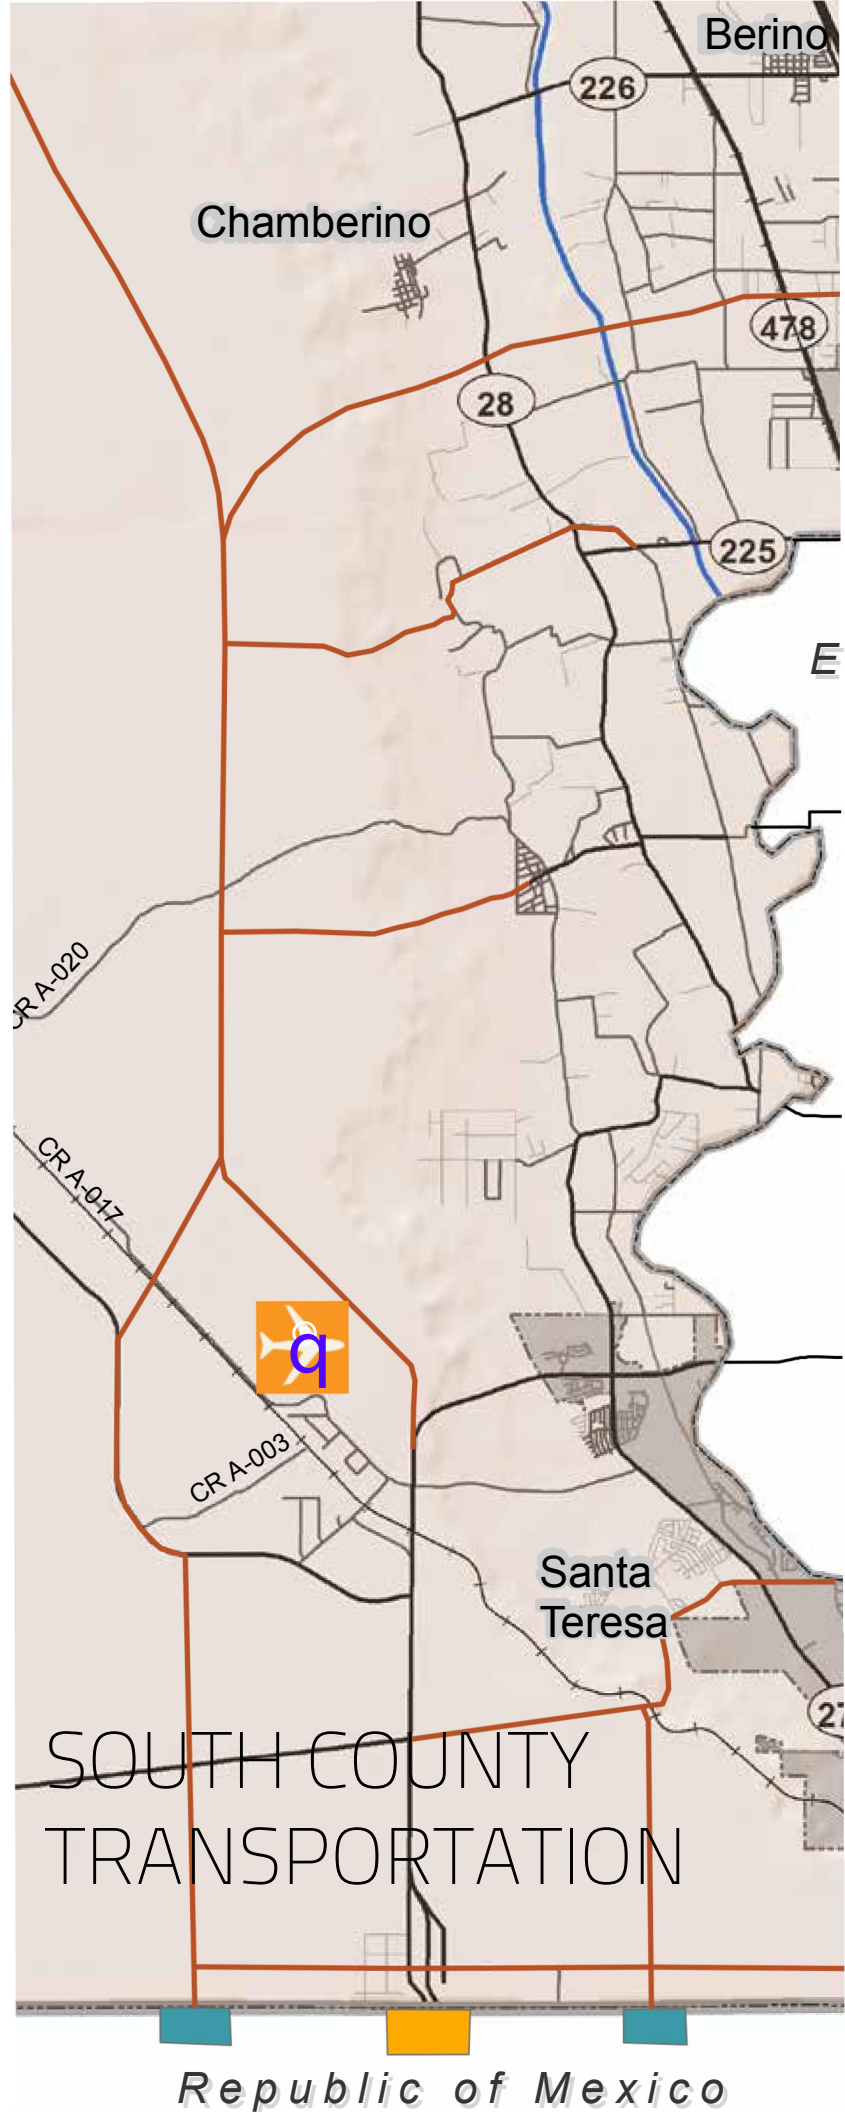 Berino
226
Chamberino
478
28
225
E
CR A-020
CR A-017
q
CR A-003
Santa
Teresa
27
SOUTH COUNTY
TRANSPORTATION
Republic of Mexico